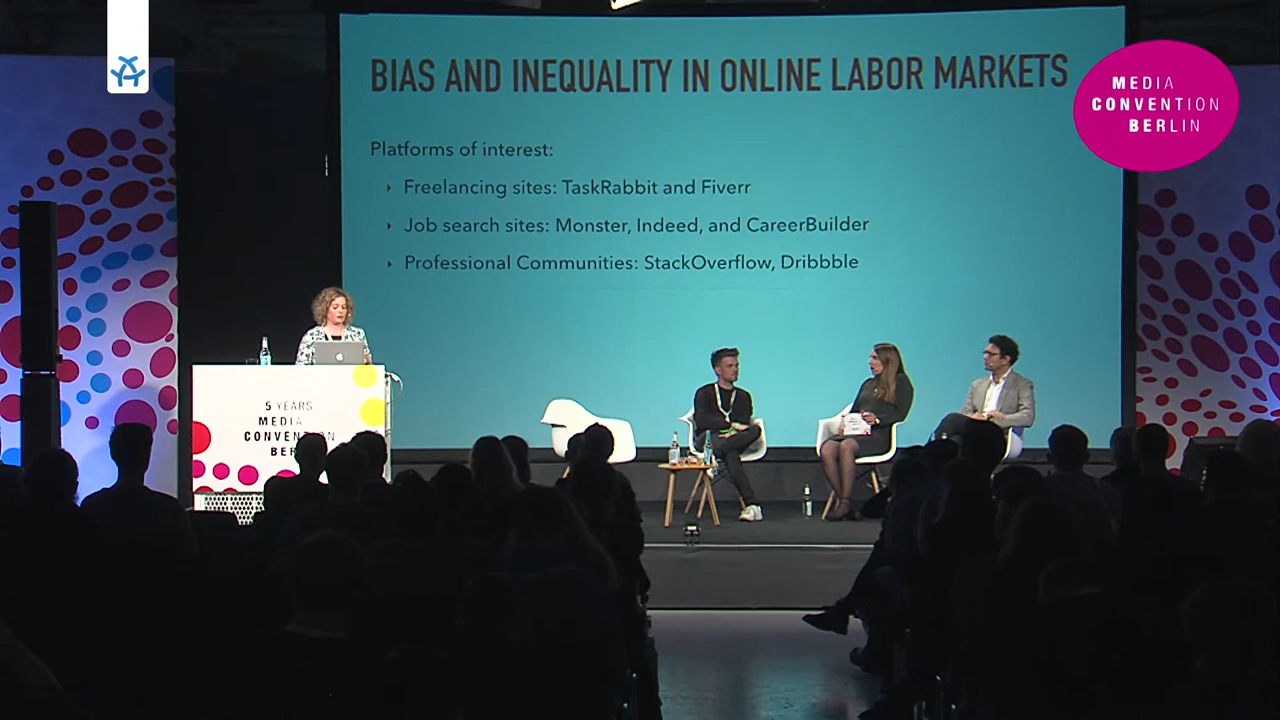 BIAS AND INEQUALITY IN ONLINE LABOR MARKETS
Platforms of interest:
Freelancing sites: TaskRabbit and Fiverr
Job search sites: Monster, Indeed, and CareerBuilder
Professional Communities: StackOverflow, Dribbble
MEDIA
CONVENTION
BERLIN
5 YEARS
MEDIA
CONVENTION
BER